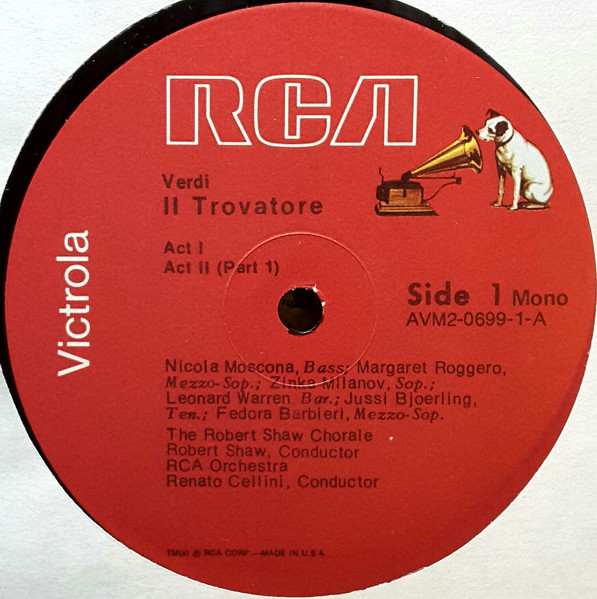 RCA
Verdi
Il Trovatore
Act I
Act II (Part 1)
Side 1 Mono
AVM2-0699-1-A
Victrola
Nicola Moscona, Bass; Margaret Roggero,
Mezzo-Sop.; Zinka Milanov, Sop.;
Leonard Warren Bar.; Jussi Bjoerling,
Ten.; Fedora Barbieri, Mezzo-Sop.
The Robert Shaw Chorale
Robert Shaw, Conductor
RCA Orchestra
Renato Cellini, Conductor
TM(s) ® RCA CORP.—MADE IN U.S.A.